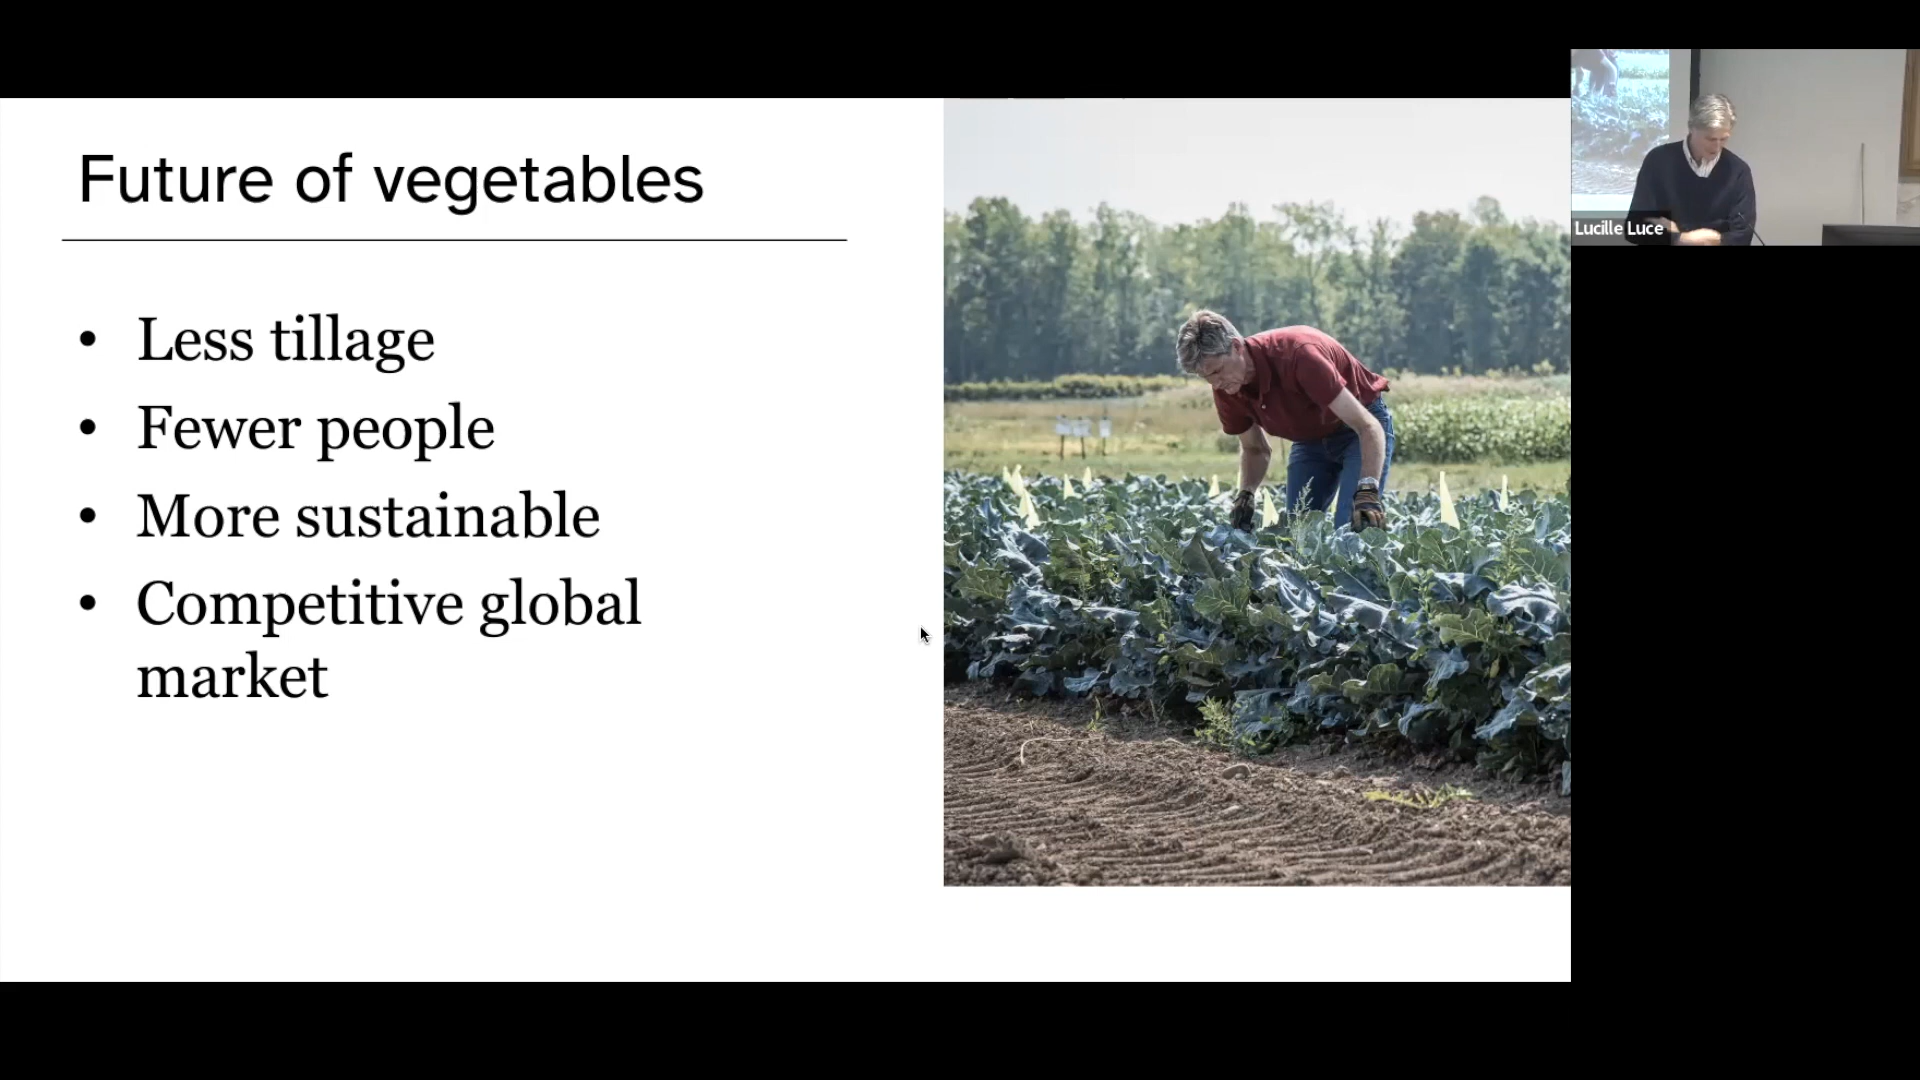 Future of vegetables
• Less tillage
• Fewer people
• More sustainable
• Competitive global
market
Lucille Luce